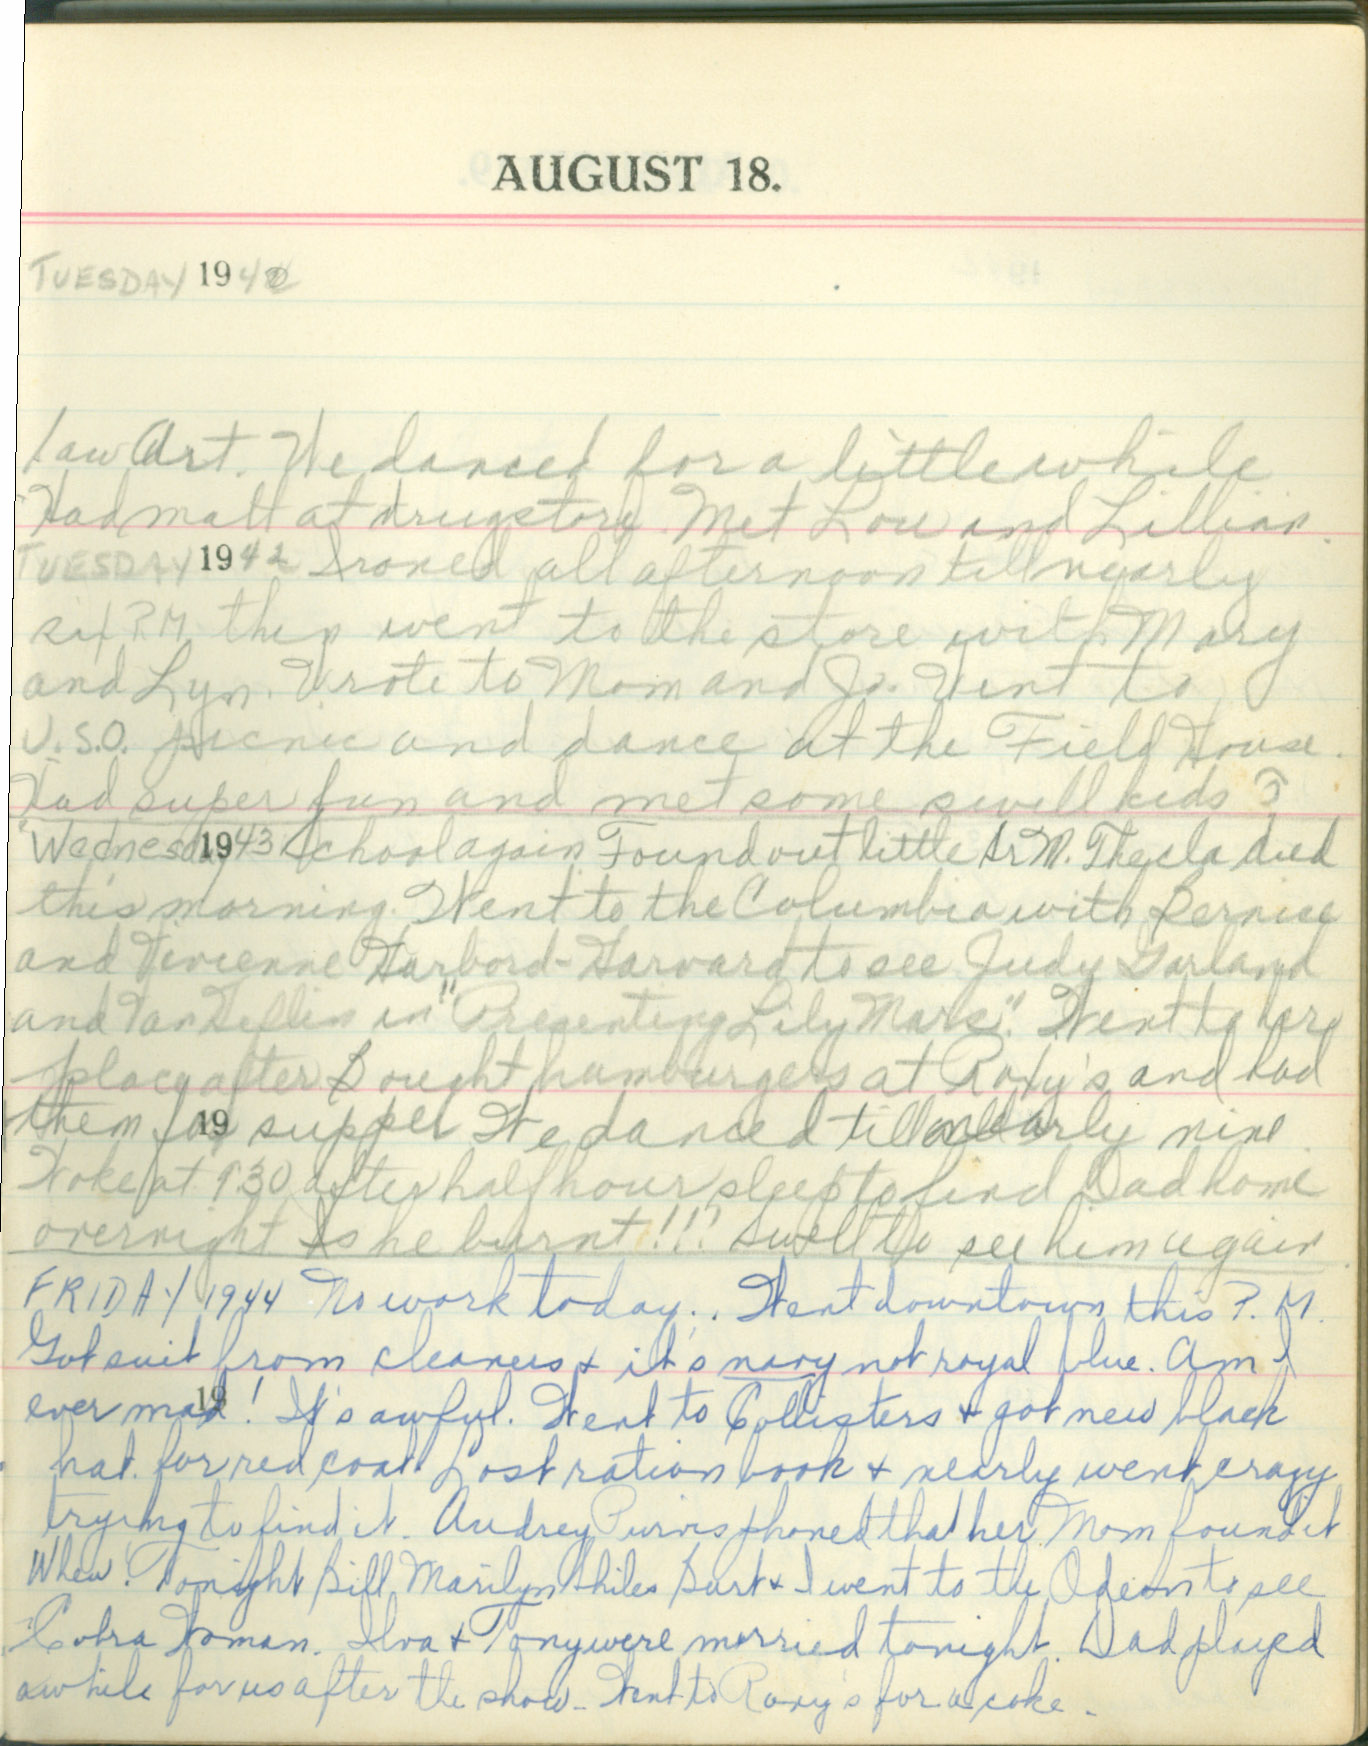 AUGUST 18.
TUESDAY 1942
saw Art. We danced for a little while
Had malt at drugstore. Met Lou and Lillian.
TUESDAY 1942 Ironed all afternoon till nearly
six P.M. then went to the store with Mary
and Lyn. Wrote to Mom and Jo. Went to
U.S.O. picnic and dance at the Field House.
Had super fun and met some swell kids
Wednesday 1943 School again. Found out little Sr M. Thecla died
this morning. Went to the Columbia with Bernice
and Vivienne Harbord-Harvard to see Judy Garland
and Van Heflin in "Presenting Lily Mars". Went to her
place after Bought hamburgers at Roxy's and had
them for 19 supper We danced till nearly nine
Woke at 9:30 after half hour sleep to find Dad home
overnight Is he burnt!!! Swell to see him again
FRIDAY 1944 No work today.. Went downtown this P.M.
Got suit from cleaners & it's navy not royal blue. Am I
ever mad! 19 It's awful. Went to Collisters & got new black
hat for red coat. Lost ration book & nearly went crazy
trying to find it. Audrey Purvis phoned that her Mom found it
Whew! Tonight Bill, Marilyn Burt & I went to the Odeon to see
"Cobra Woman. & Tony were married tonight. Dad played
awhile for us after the show - Went to Roxy's for a coke -